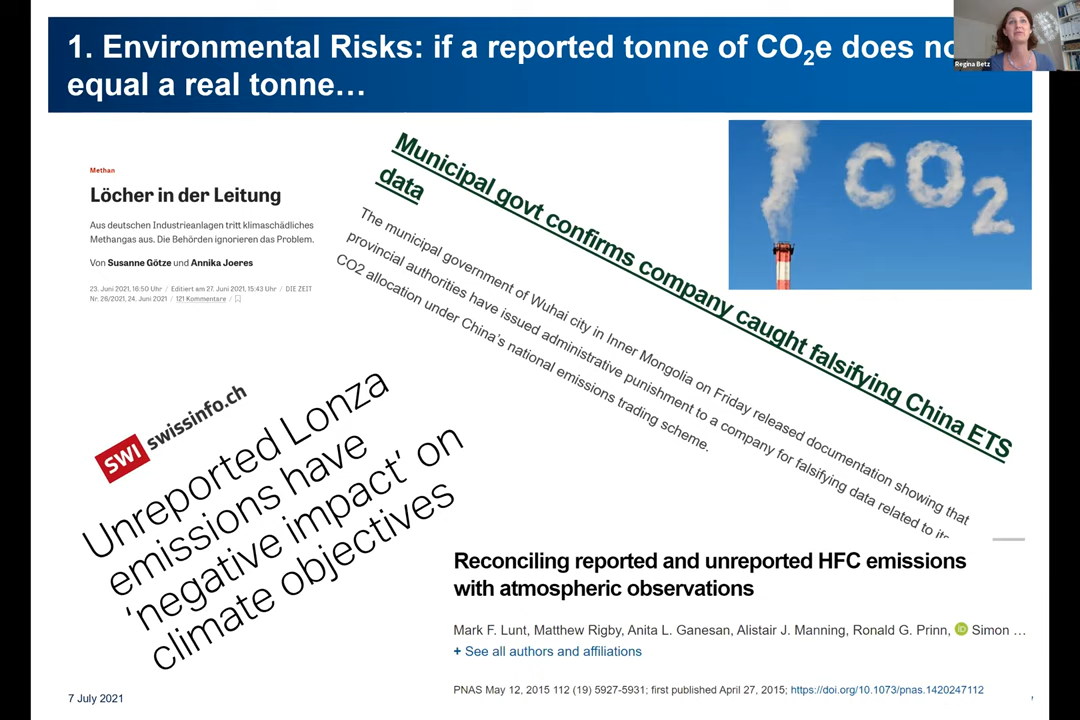 1. Environmental Risks: if a reported tonne of CO₂e does no
equal a real tonne…
Regina Betz
Methan
Löcher in der Leitung
Aus deutschen Industrieanlagen tritt klimaschädliches
Methangas aus. Die Behörden ignorieren das Problem.
Von Susanne Götze und Annika Joeres
23. Juni 2021, 16:50 Uhr / Editiert am 27. Juni 2021, 15:43 Uhr / DIE ZEIT
Nr. 26/2021, 24. Juni 2021 / 121 Kommentare /
Municipal govt confirms company caught falsifying China ETS
data
The municipal government of Wuhai city in Inner Mongolia on Friday released documentation showing that
provincial authorities have issued administrative punishment to a company for falsifying data related to its
CO2 allocation under China's national emissions trading scheme.
CO2
SWI swissinfo.ch
Unreported Lonza
emissions have
'negative impact' on
climate objectives
Reconciling reported and unreported HFC emissions
with atmospheric observations
Mark F. Lunt, Matthew Rigby, Anita L. Ganesan, Alistair J. Manning, Ronald G. Prinn, iD Simon …
+ See all authors and affiliations
PNAS May 12, 2015 112 (19) 5927-5931; first published April 27, 2015; https://doi.org/10.1073/pnas.1420247112
7 July 2021